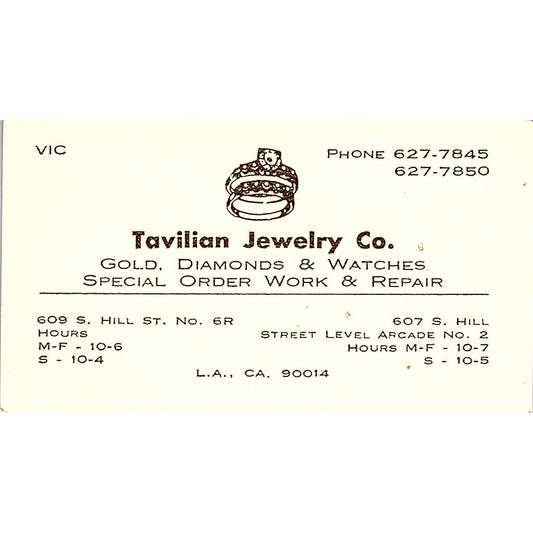 VIC
PHONE 627-7845
627-7850
Tavilian Jewelry Co.
GOLD, DIAMONDS & WATCHES
SPECIAL ORDER WORK & REPAIR
609 S. HILL ST. NO. 6R
HOURS
M-F - 10-6
S - 10-4
607 S. HILL
STREET LEVEL ARCADE NO. 2
HOURS M-F - 10-7
S - 10-5
L.A., CA. 90014